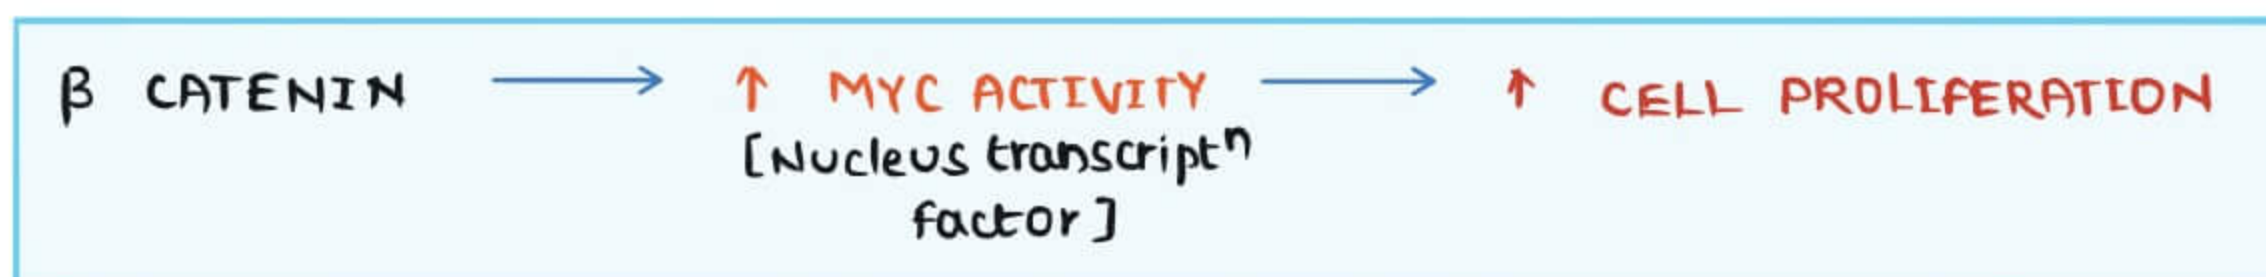 β CATENIN → ↑ MYC ACTIVITY → ↑ CELL PROLIFERATION
[Nucleus transcriptⁿ
factor]